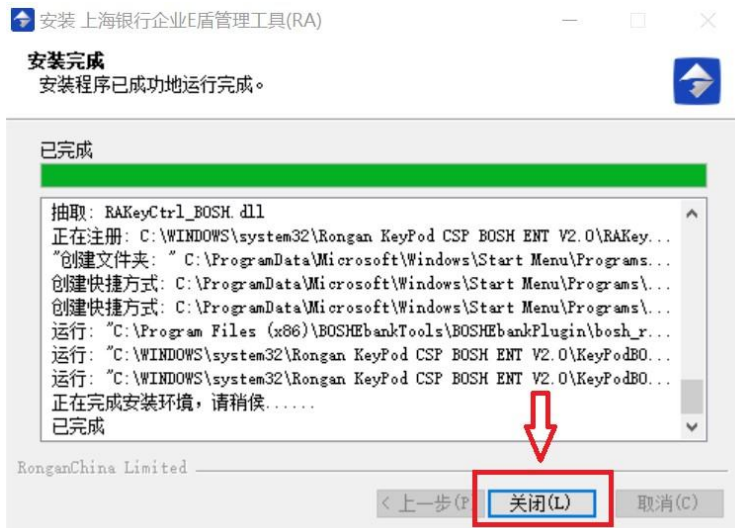 安装 上海银行企业E盾管理工具(RA)
安装完成
安装程序已成功地运行完成。
已完成
抽取: RAKeyCtrl_BOSH.dll
正在注册: C:\WINDOWS\system32\Rongan KeyPod CSP BOSH ENT V2.0\RAKey...
"创建文件夹: " C:\ProgramData\Microsoft\Windows\Start Menu\Programs...
创建快捷方式: C:\ProgramData\Microsoft\Windows\Start Menu\Programs\...
创建快捷方式: C:\ProgramData\Microsoft\Windows\Start Menu\Programs\...
运行: "C:\Program Files (x86)\BOSHEbankTools\BOSHEbankPlugin\bosh_r...
运行: "C:\WINDOWS\system32\Rongan KeyPod CSP BOSH ENT V2.0\KeyPodBO...
运行: "C:\WINDOWS\system32\Rongan KeyPod CSP BOSH ENT V2.0\KeyPodBO...
正在完成安装环境，请稍侯......
已完成
RonganChina Limited
< 上一步(P 关闭(L) 取消(C)